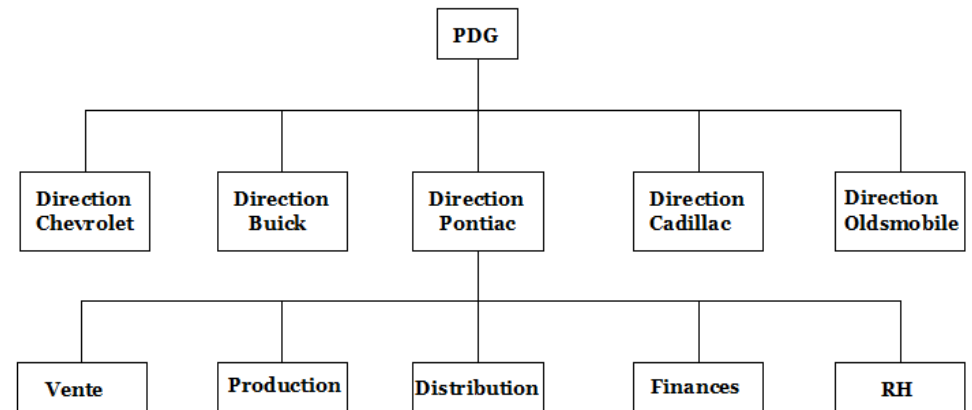 PDG
Direction
Chevrolet
Direction
Buick
Direction
Pontiac
Direction
Cadillac
Direction
Oldsmobile
Vente
Production
Distribution
Finances
RH